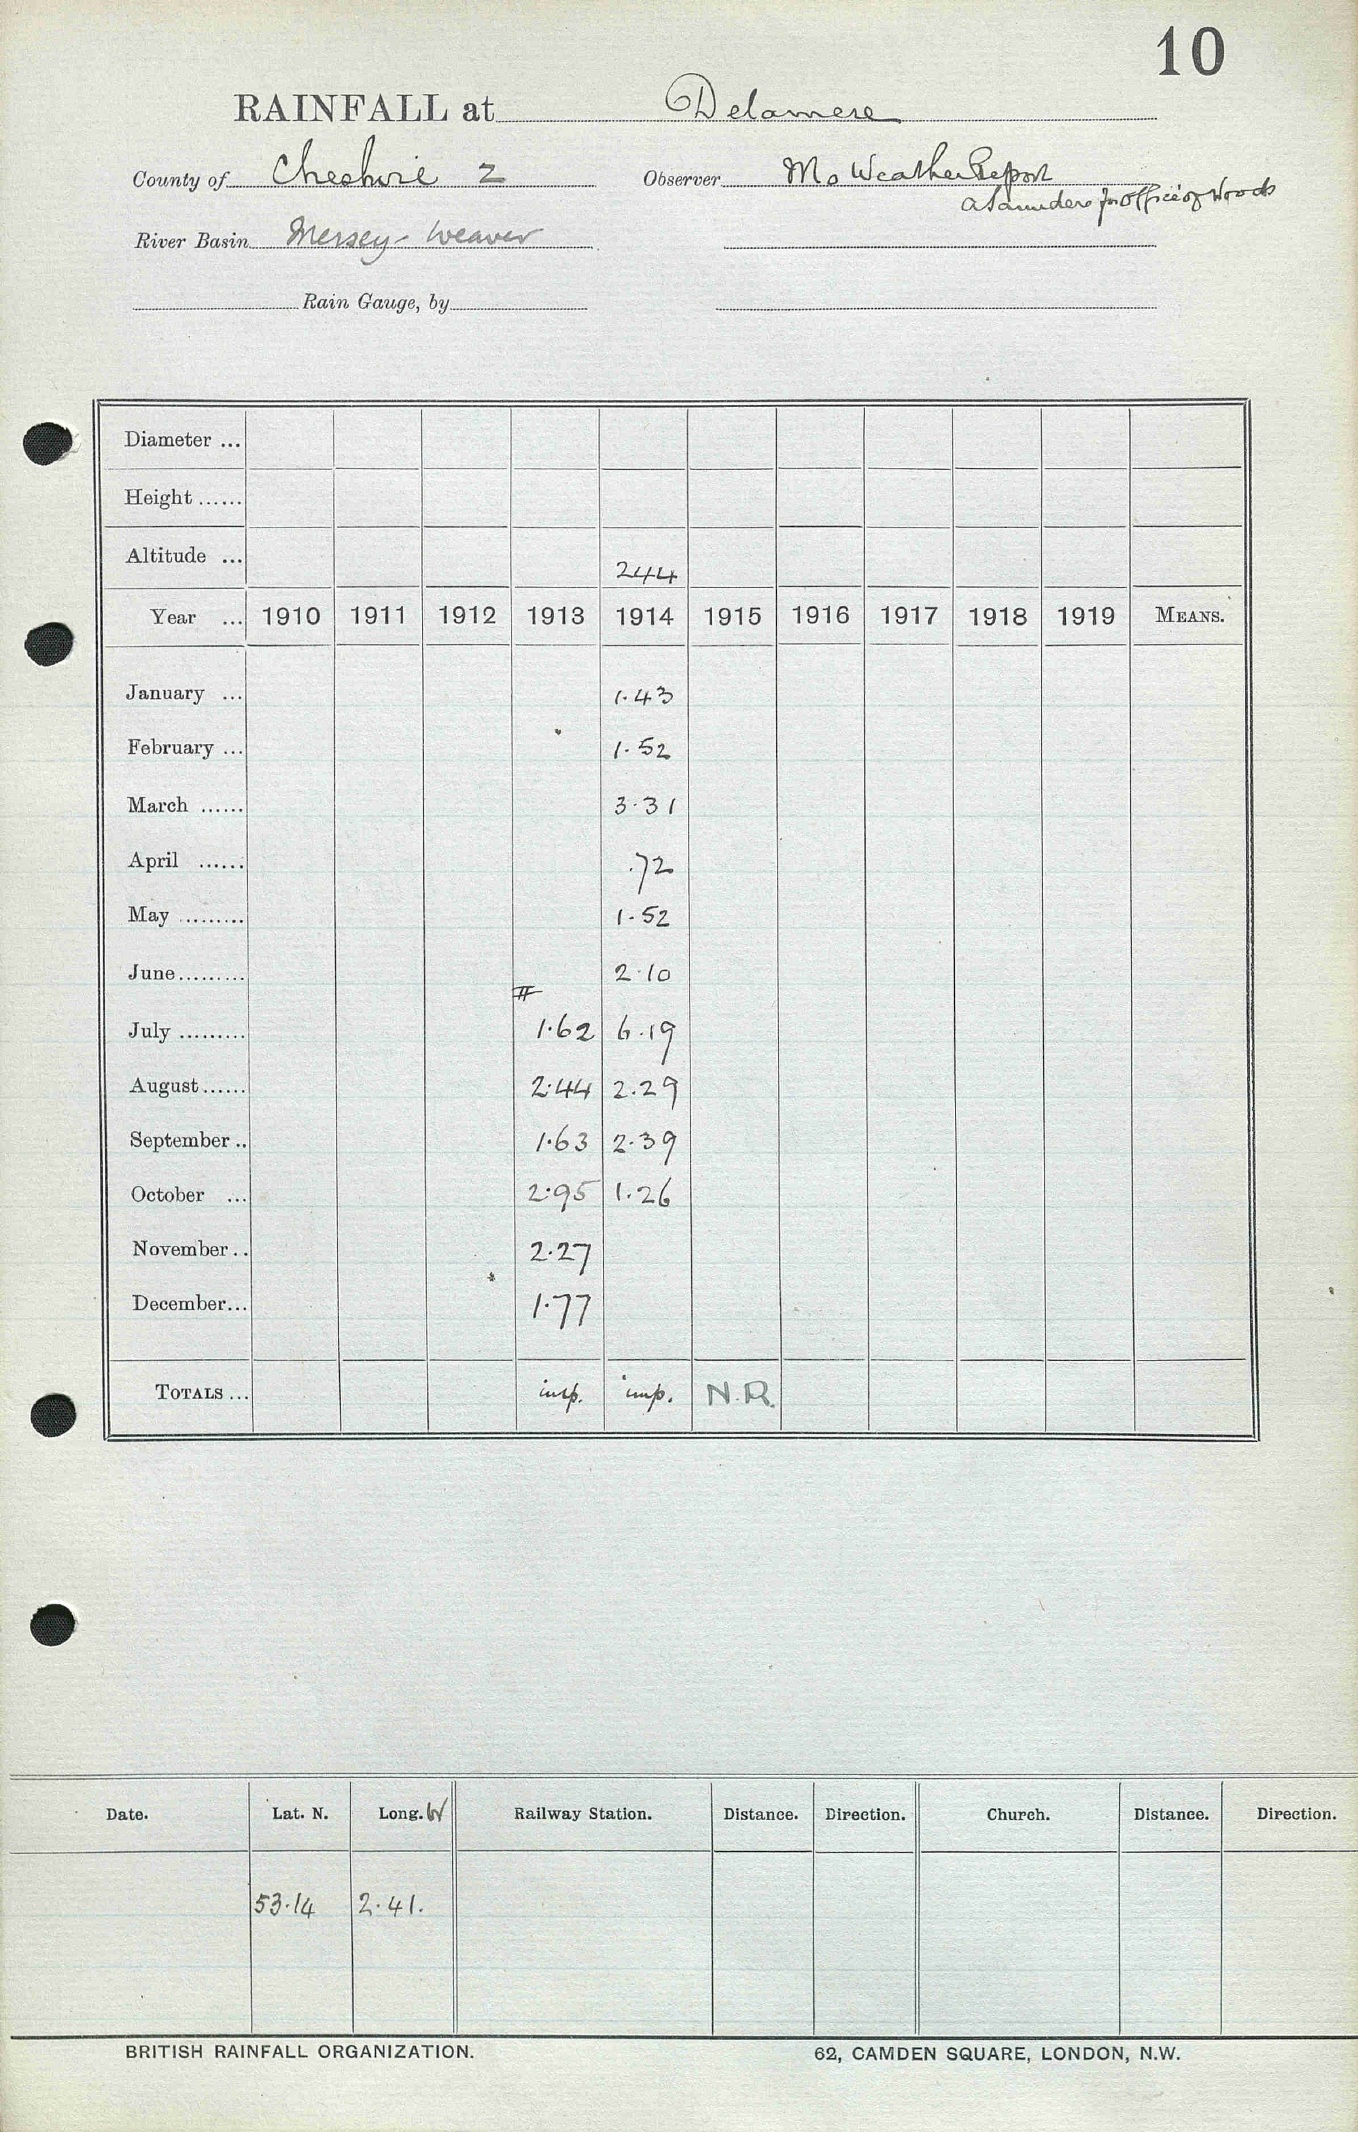 10
RAINFALL at Delamere
County of Cheshire 2 Observer Mo Weather Report
A Saunders for Office of Woods
River Basin Mersey-Weaver
Rain Gauge, by
Diameter ...
Height ......
Altitude ... 244
Year ... 1910 1911 1912 1913 1914 1915 1916 1917 1918 1919 MEANS.
January ... 1.43
February ... 1.52
March ...... 3.31
April ...... .72
May ......... 1.52
June......... 2.10
July ......... 1.62 6.19
August...... 2.44 2.29
September .. 1.63 2.39
October ... 2.95 1.26
November .. 2.27
December... 1.77
TOTALS ... imp. imp. N.R.
Date. Lat. N. Long. W Railway Station. Distance. Direction. Church. Distance. Direction.
53.14 2.41.
BRITISH RAINFALL ORGANIZATION. 62, CAMDEN SQUARE, LONDON, N.W.